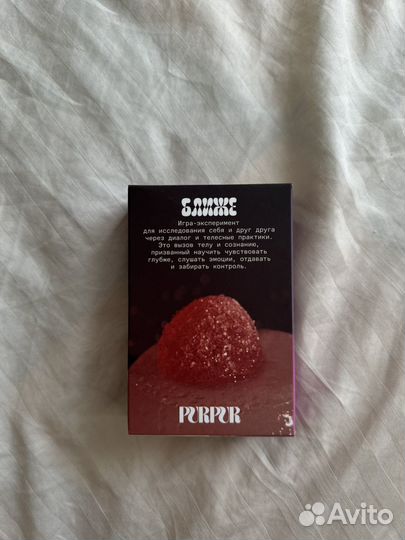 БЛИЖЕ
Игра-эксперимент
для исследования себя и друг друга
через диалог и телесные практики.
Это вызов телу и сознанию,
призванный научить чувствовать
глубже, слушать эмоции, отдавать
и забирать контроль.
PURPUR
Avito